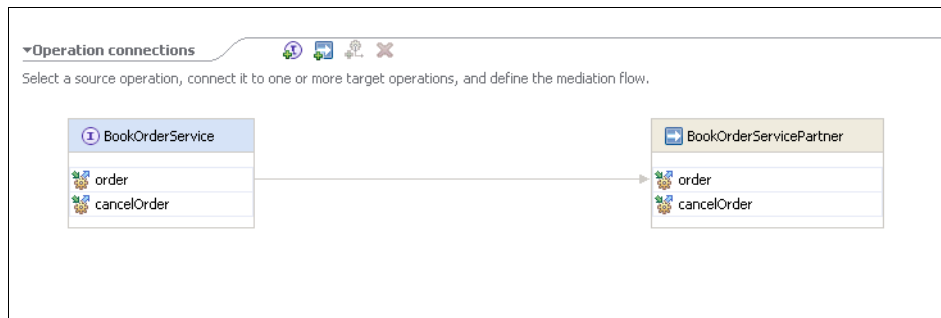 Operation connections
Select a source operation, connect it to one or more target operations, and define the mediation flow.
BookOrderService
BookOrderServicePartner
order
order
cancelOrder
cancelOrder